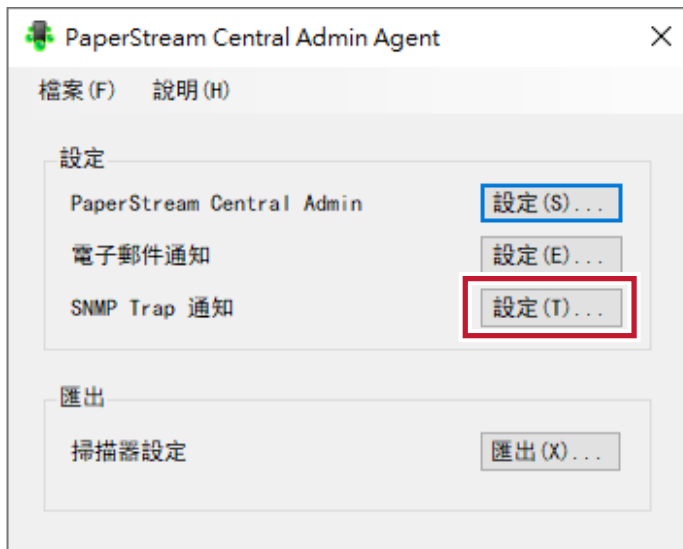 PaperStream Central Admin Agent
檔案(F) 說明(H)
設定
PaperStream Central Admin 設定(S)...
電子郵件通知 設定(E)...
SNMP Trap 通知 設定(T)...
匯出
掃描器設定 匯出(X)...